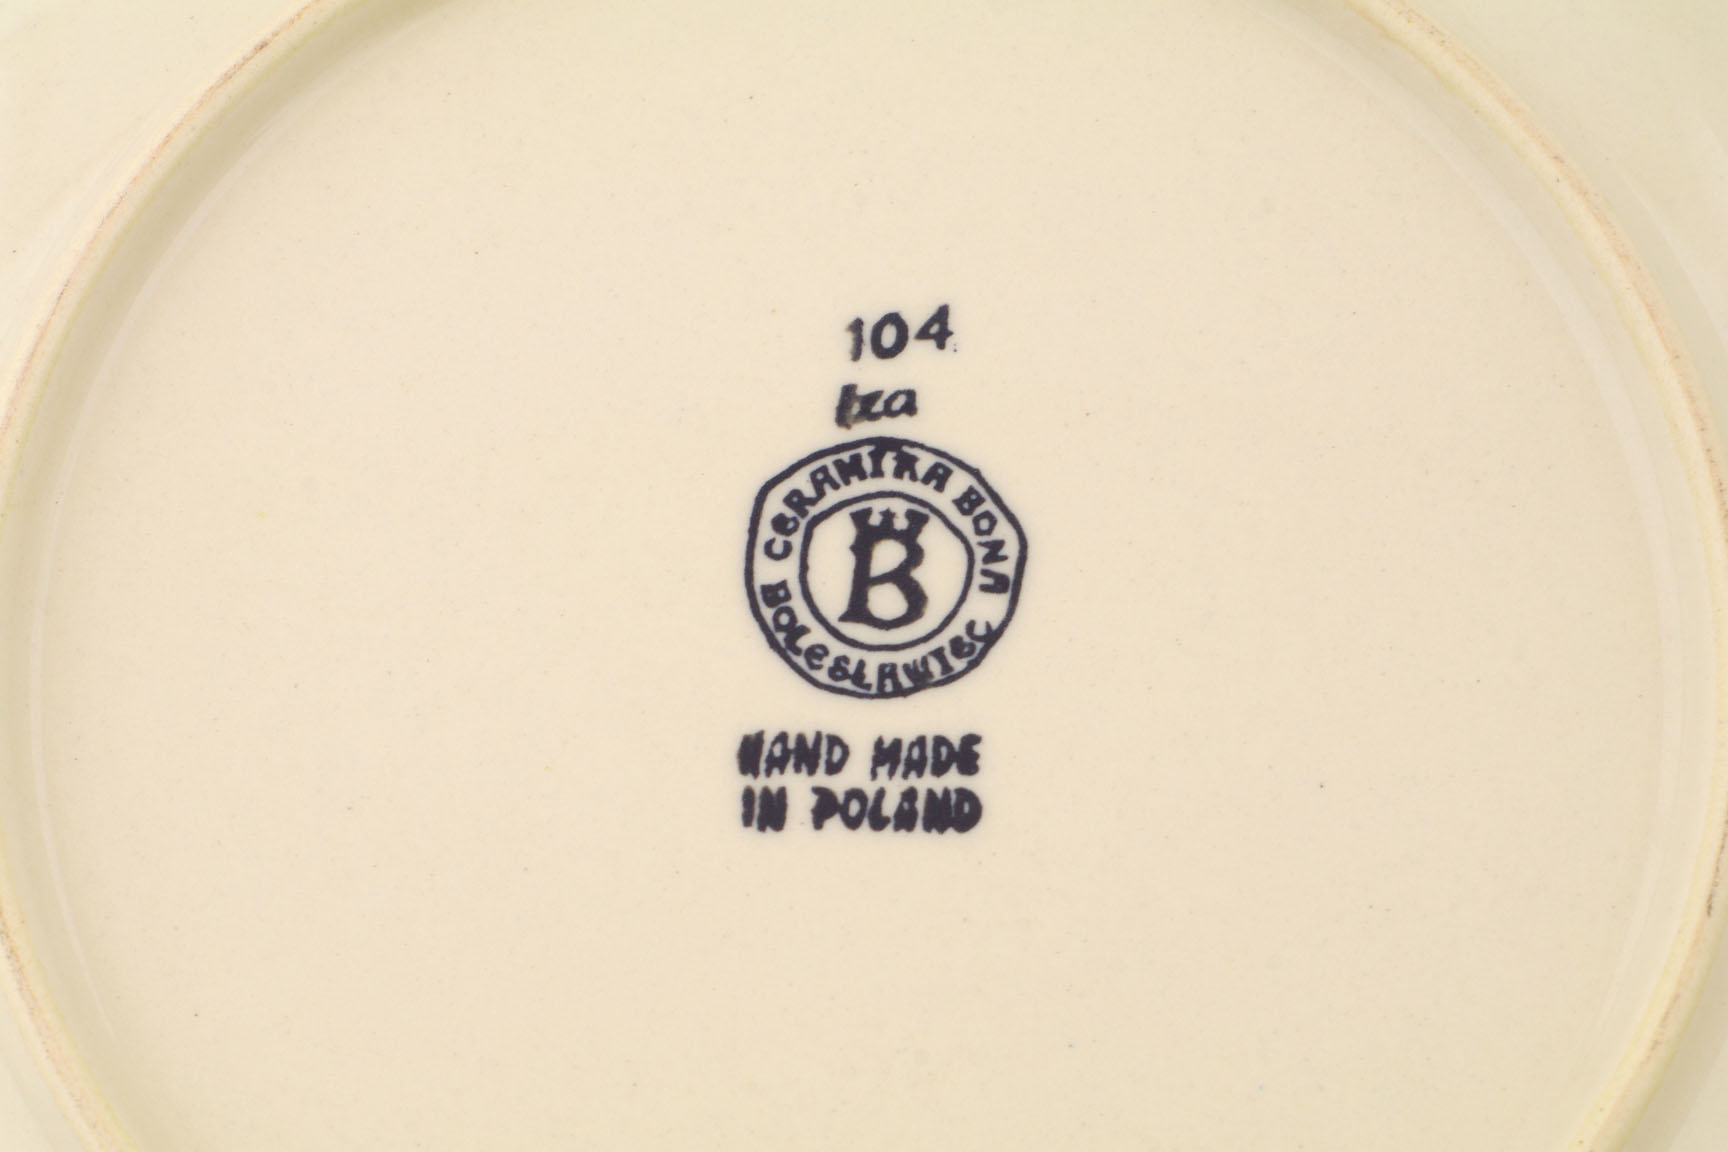 104
Iza
CERAMIKA BONA
B
BOLESŁAWIEC
HAND MADE
IN POLAND